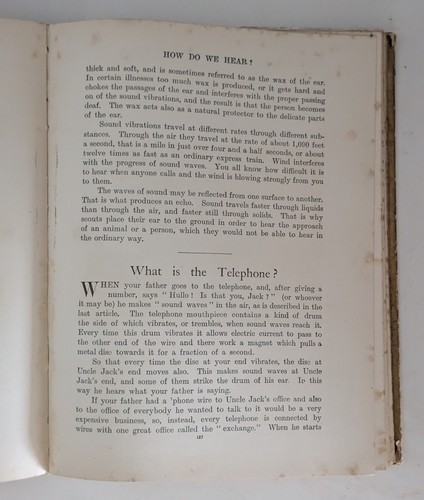 HOW DO WE HEAR?
thick and soft, and is sometimes referred to as the wax of the ear.
In certain illnesses too much wax is produced, or it gets hard and
chokes the passages of the ear and interferes with the proper passing
on of the sound vibrations, and the result is that the person becomes
deaf. The wax acts also as a natural protector to the delicate parts
of the ear.
Sound vibrations travel at different rates through different sub-
stances. Through the air they travel at the rate of about 1,000 feet
a second, that is a mile in just over four and a half seconds, or about
twelve times as fast as an ordinary express train. Wind interferes
with the progress of sound waves. You all know how difficult it is
to hear when anyone calls and the wind is blowing strongly from you
to them.
The waves of sound may be reflected from one surface to another.
That is what produces an echo. Sound travels faster through liquids
than through the air, and faster still through solids. That is why
scouts place their ear to the ground in order to hear the approach
of an animal or a person, which they would not be able to hear in
the ordinary way.
What is the Telephone?
WHEN your father goes to the telephone, and, after giving a
number, says "Hullo! Is that you, Jack?" (or whoever
it may be) he makes "sound waves" in the air, as is described in the
last article. The telephone mouthpiece contains a kind of drum
the side of which vibrates, or trembles, when sound waves reach it.
Every time this drum vibrates it allows electric current to pass to
the other end of the wire and there work a magnet which pulls a
metal disc towards it for a fraction of a second.
So that every time the disc at your end vibrates, the disc at
Uncle Jack's end moves also. This makes sound waves at Uncle
Jack's end, and some of them strike the drum of his ear. In this
way he hears what your father is saying.
If your father had a 'phone wire to Uncle Jack's office and also
to the office of everybody he wanted to talk to it would be a very
expensive business, so, instead, every telephone is connected by
wires with one great office called the "exchange." When he starts